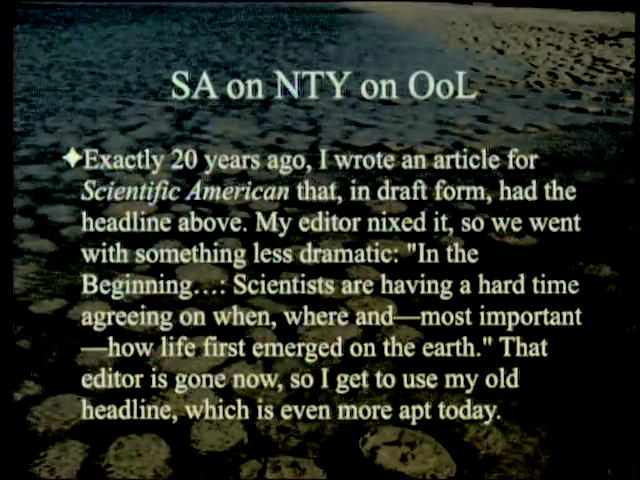 SA on NTY on OoL
✦Exactly 20 years ago, I wrote an article for
Scientific American that, in draft form, had the
headline above. My editor nixed it, so we went
with something less dramatic: "In the
Beginning…: Scientists are having a hard time
agreeing on when, where and—most important
—how life first emerged on the earth." That
editor is gone now, so I get to use my old
headline, which is even more apt today.